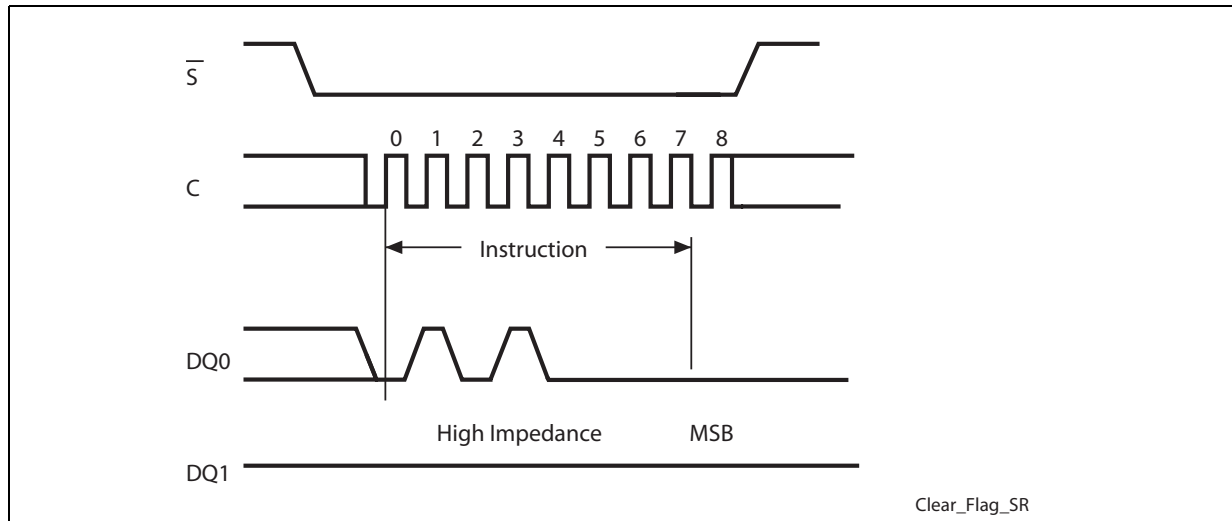 S
0 1 2 3 4 5 6 7 8
C
Instruction
DQ0
High Impedance MSB
DQ1
Clear_Flag_SR